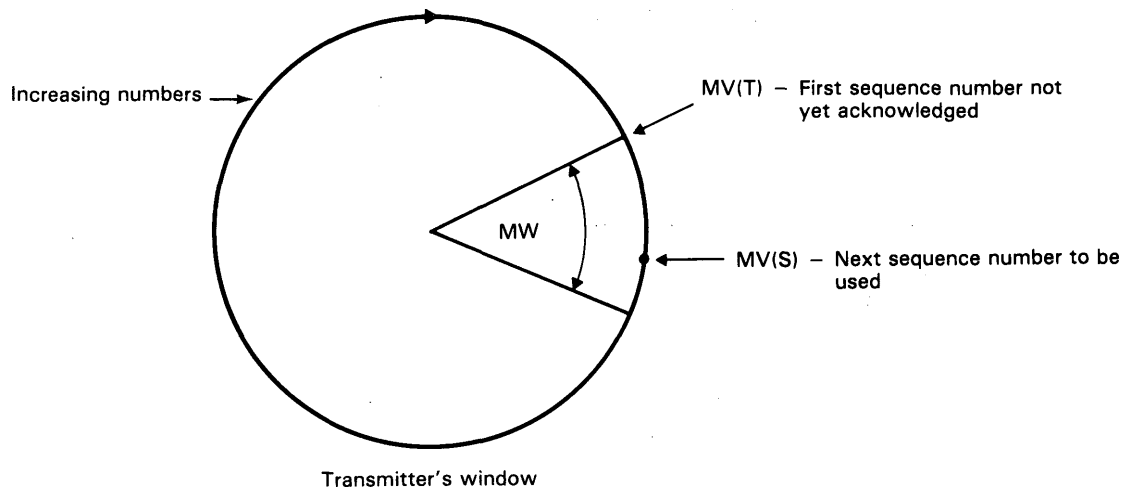 Increasing numbers
MV(T) – First sequence number not
yet acknowledged
MW
MV(S) – Next sequence number to be
used
Transmitter's window